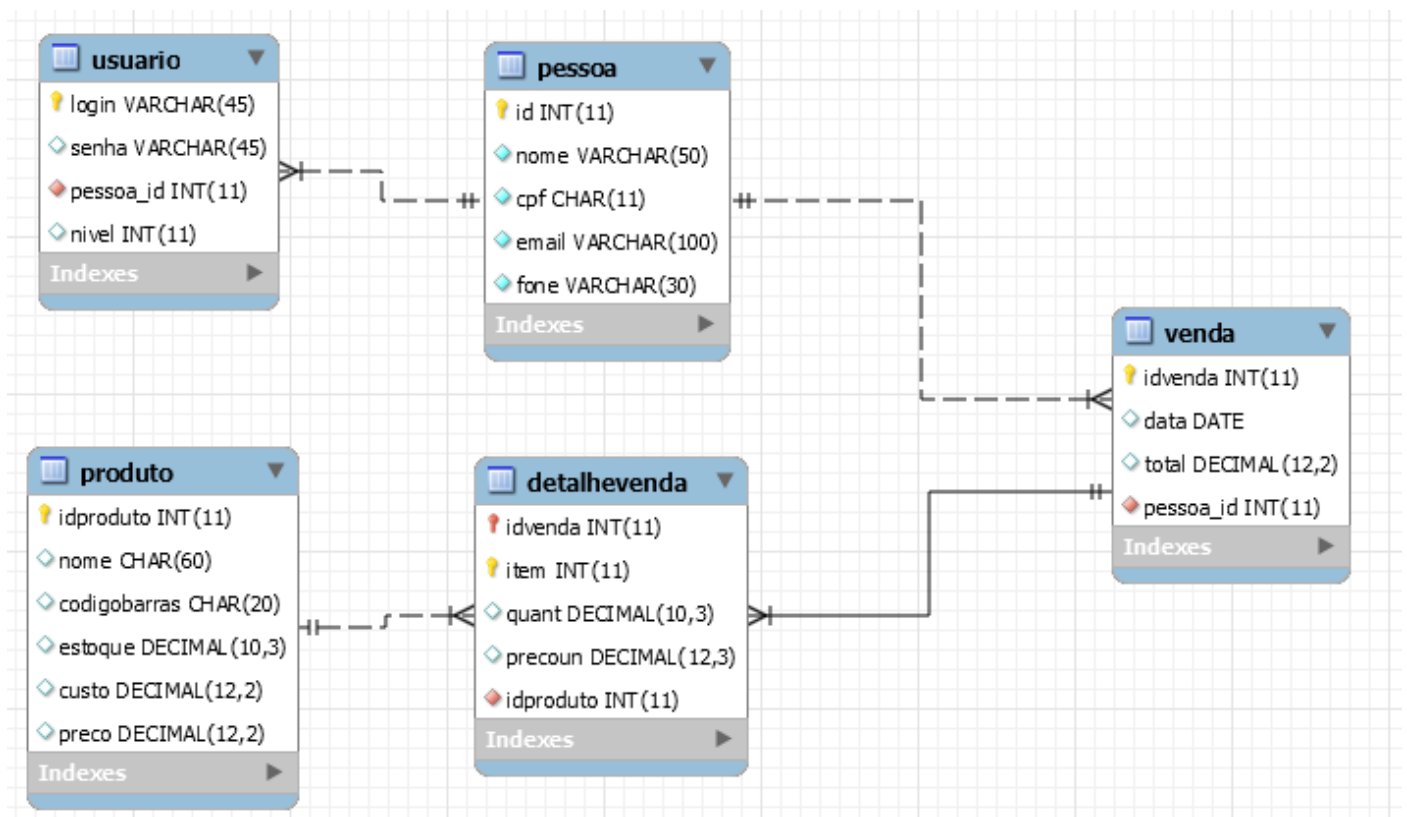 usuario
login VARCHAR(45)
senha VARCHAR(45)
pessoa_id INT(11)
nivel INT(11)
Indexes
pessoa
id INT(11)
nome VARCHAR(50)
cpf CHAR(11)
email VARCHAR(100)
fone VARCHAR(30)
Indexes
venda
idvenda INT(11)
data DATE
total DECIMAL(12,2)
pessoa_id INT(11)
Indexes
produto
idproduto INT(11)
nome CHAR(60)
codigobarras CHAR(20)
estoque DECIMAL(10,3)
custo DECIMAL(12,2)
preco DECIMAL(12,2)
Indexes
detalhevenda
idvenda INT(11)
item INT(11)
quant DECIMAL(10,3)
precoun DECIMAL(12,3)
idproduto INT(11)
Indexes